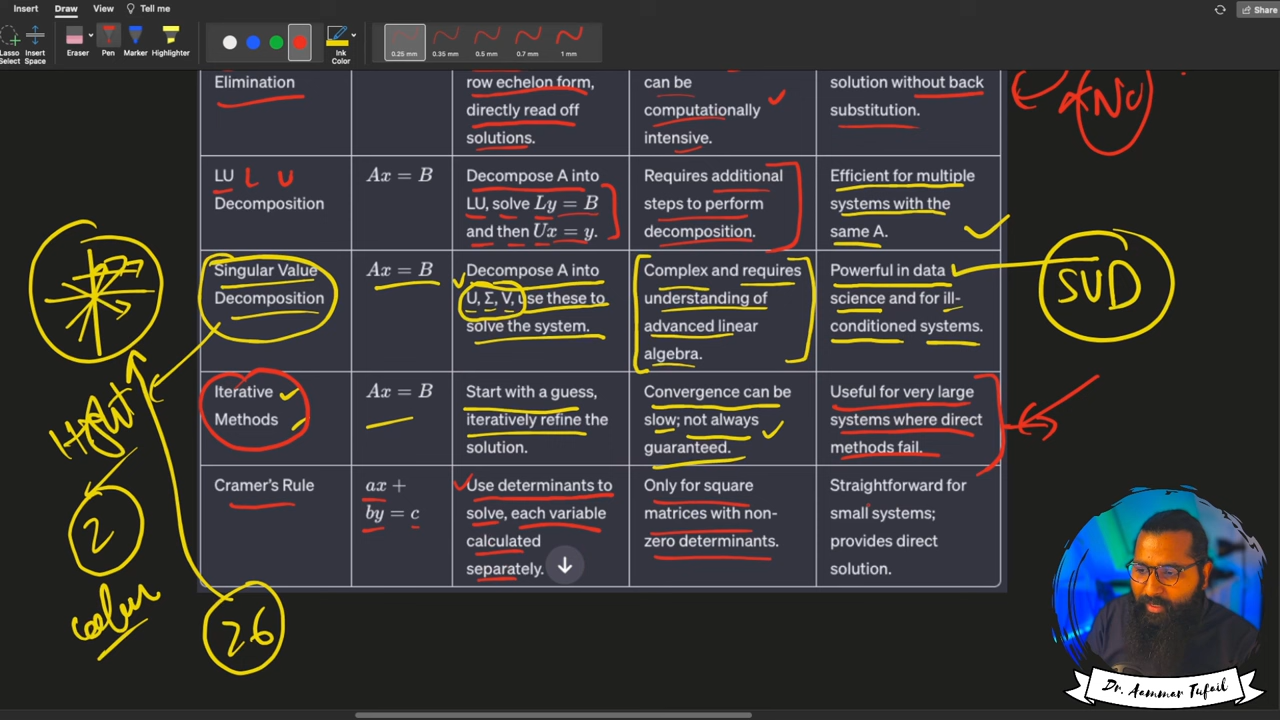 Insert Draw View Tell me
Share
Lasso Select
Insert Space
Eraser
Pen
Marker
Highlighter
Ink Color
0.25 mm 0.35 mm 0.5 mm 0.7 mm 1 mm
Elimination
row echelon form,
directly read off
solutions.
can be
computationally
intensive.
solution without back
substitution.
LU L U
Decomposition
Ax = B
Decompose A into
LU, solve Ly = B
and then Ux = y.
Requires additional
steps to perform
decomposition.
Efficient for multiple
systems with the
same A.
Singular Value
Decomposition
Ax = B
Decompose A into
U, Σ, V, use these to
solve the system.
Complex and requires
understanding of
advanced linear
algebra.
Powerful in data
science and for ill-
conditioned systems.
SVD
Iterative
Methods
Ax = B
Start with a guess,
iteratively refine the
solution.
Convergence can be
slow; not always
guaranteed.
Useful for very large
systems where direct
methods fail.
Cramer's Rule
ax +
by = c
Use determinants to
solve, each variable
calculated
separately.
Only for square
matrices with non-
zero determinants.
Straightforward for
small systems;
provides direct
solution.
2
26
Dr. Aammar Tufail